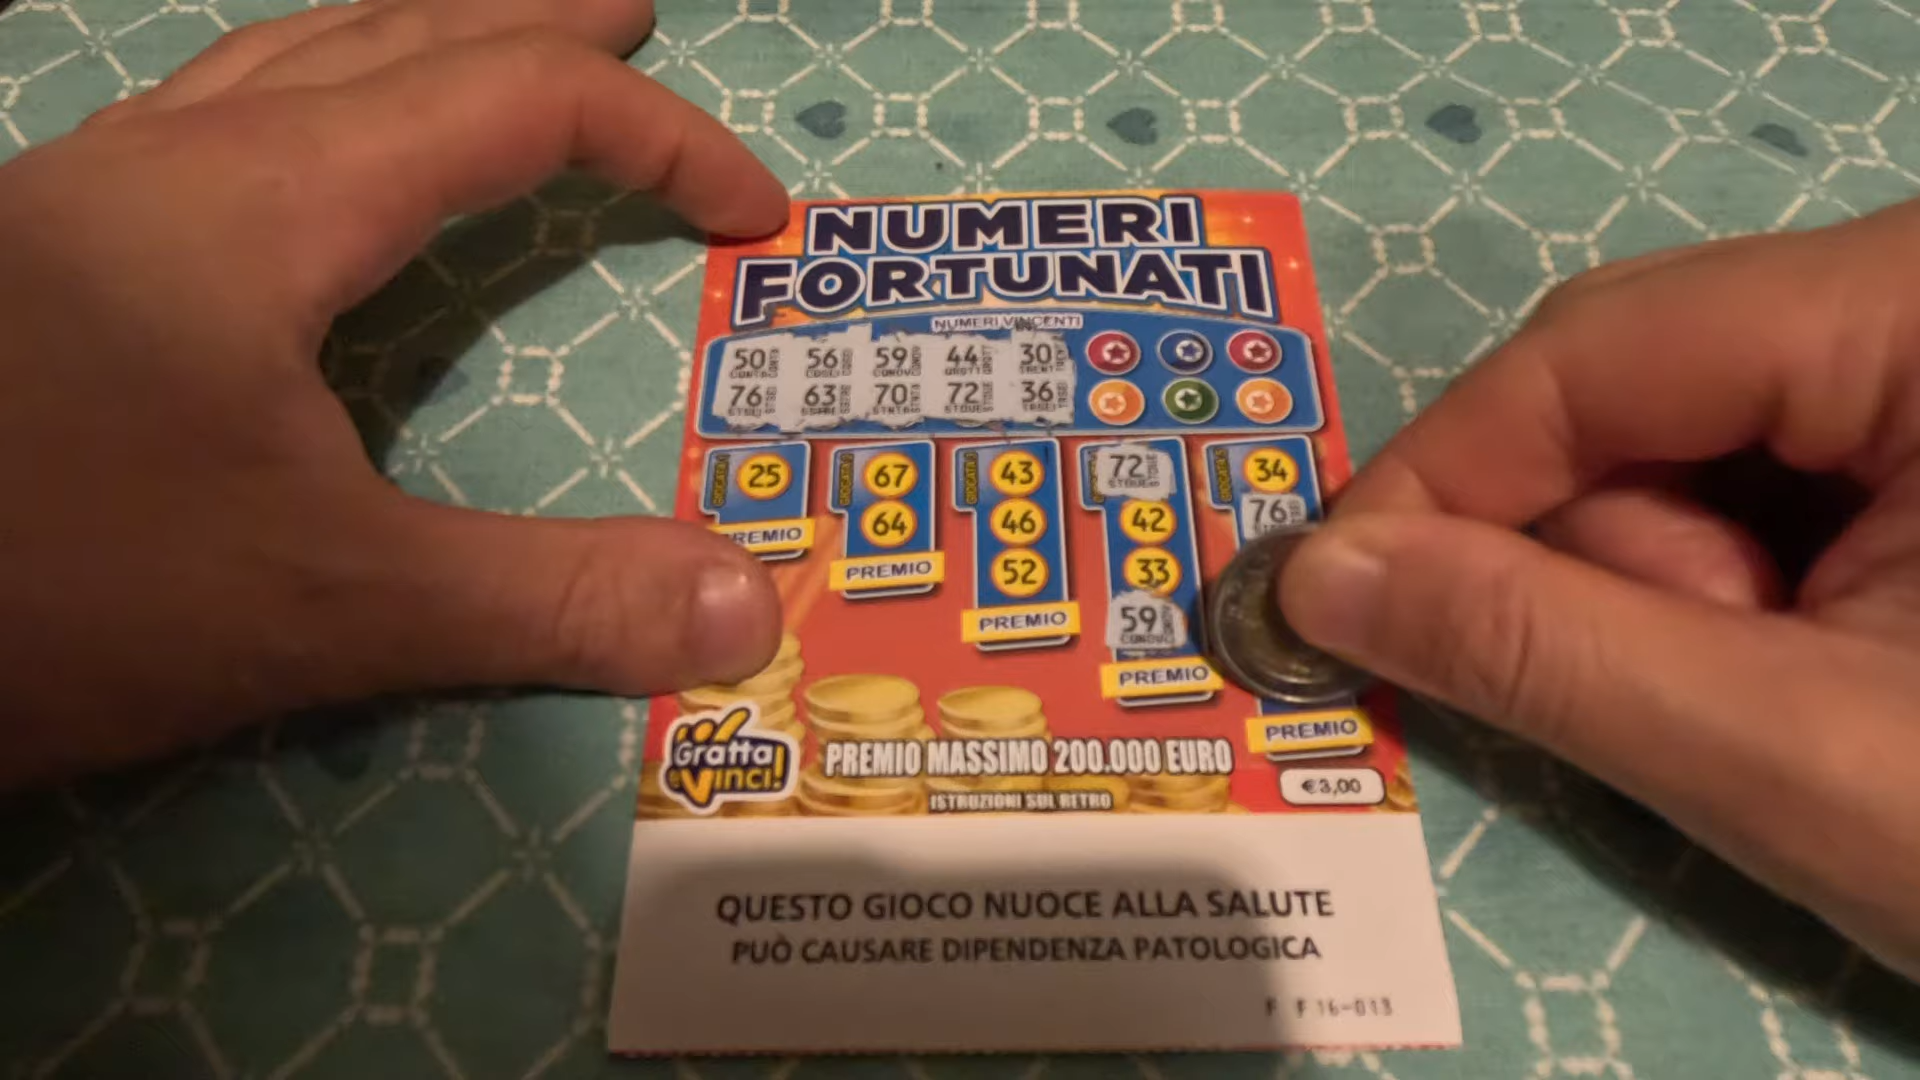 NUMERI
FORTUNATI
NUMERI VINCENTI
50 56 59 44 30
76 63 70 72 36
25 67 43 72 34
64 46 42 76
52 33
59
PREMIO
PREMIO
PREMIO
PREMIO
Gratta
Vinci!
PREMIO MASSIMO 200.000 EURO
€3,00
ISTRUZIONI SUL RETRO
QUESTO GIOCO NUOCE ALLA SALUTE
PUÒ CAUSARE DIPENDENZA PATOLOGICA
F F 16-013